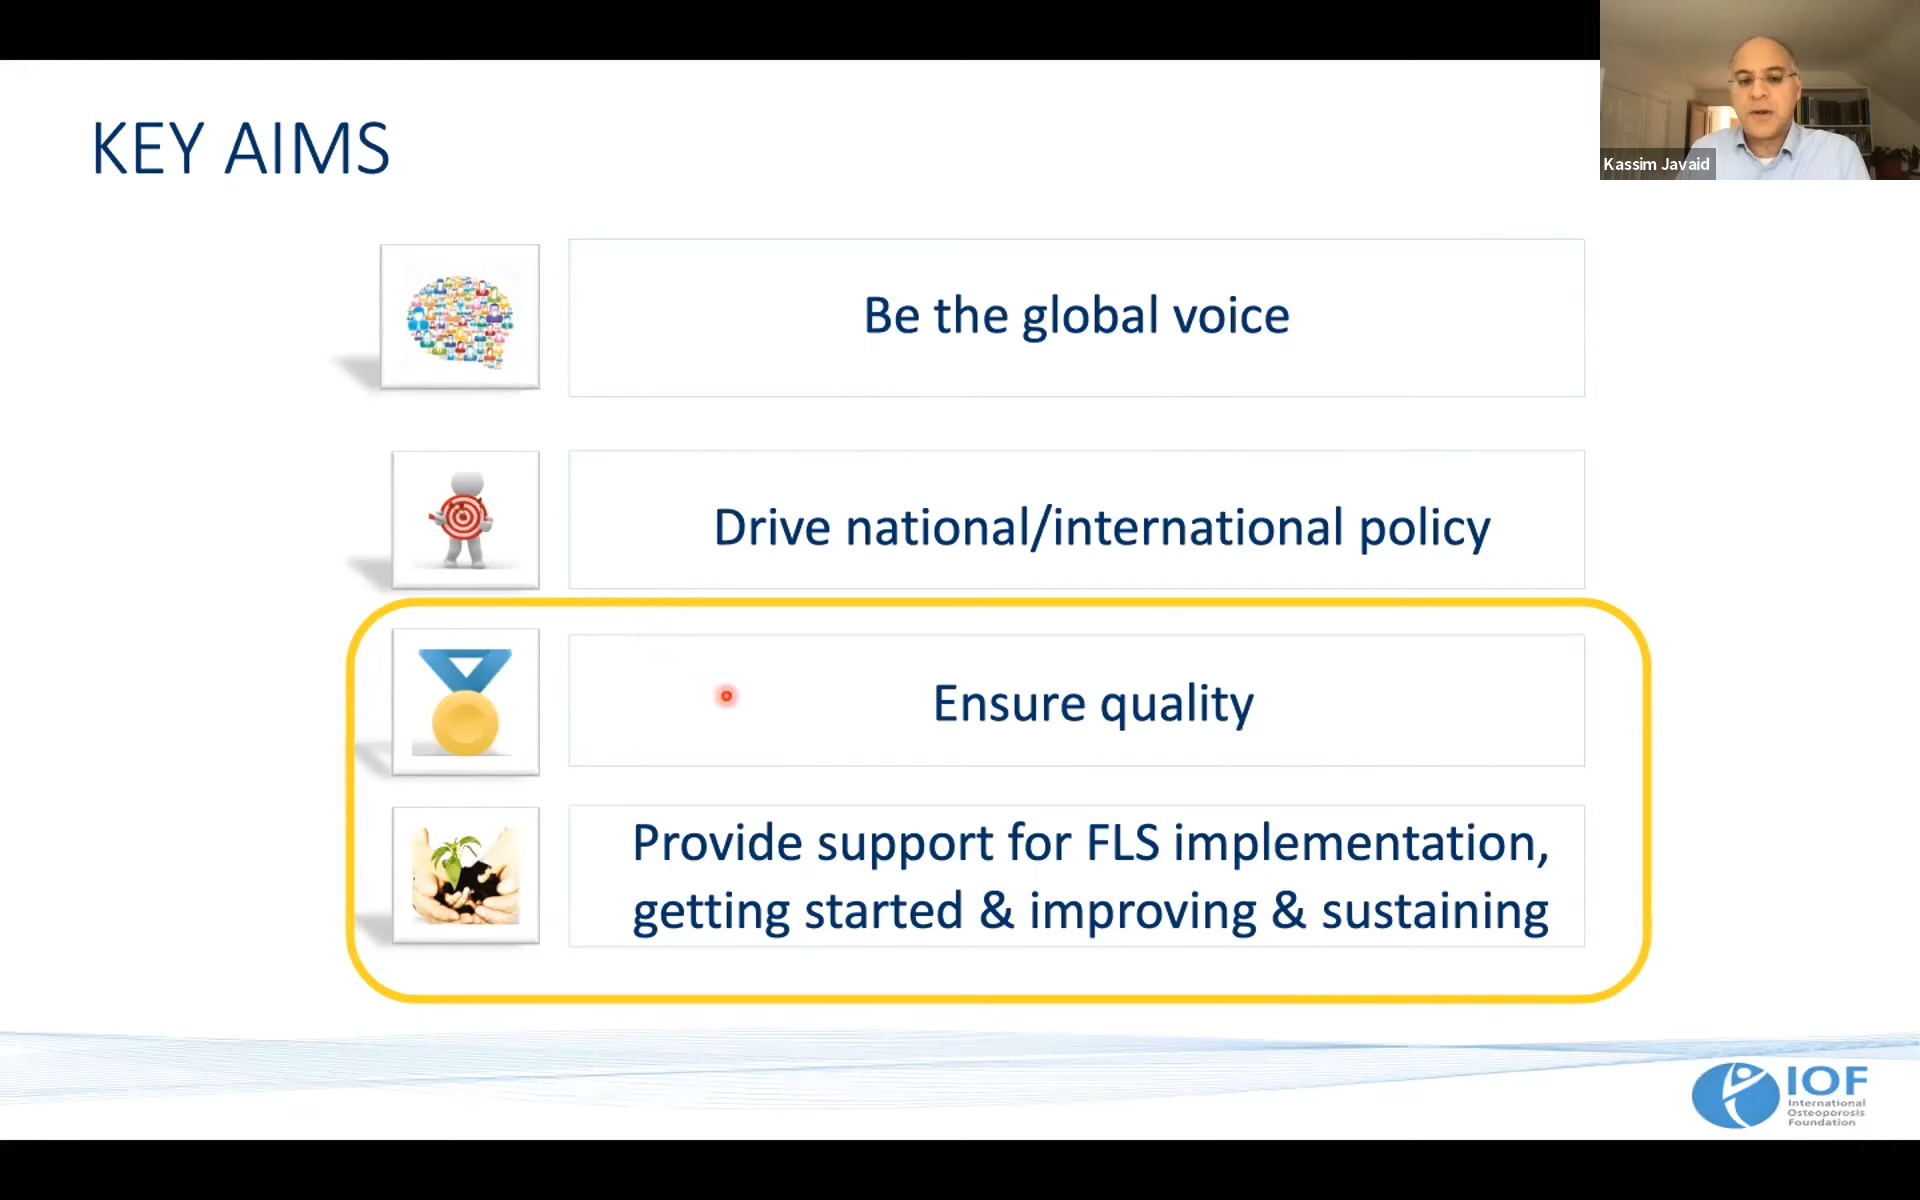 Kassim Javaid
KEY AIMS
Be the global voice
Drive national/international policy
Ensure quality
Provide support for FLS implementation,
getting started & improving & sustaining
IOF
International
Osteoporosis
Foundation